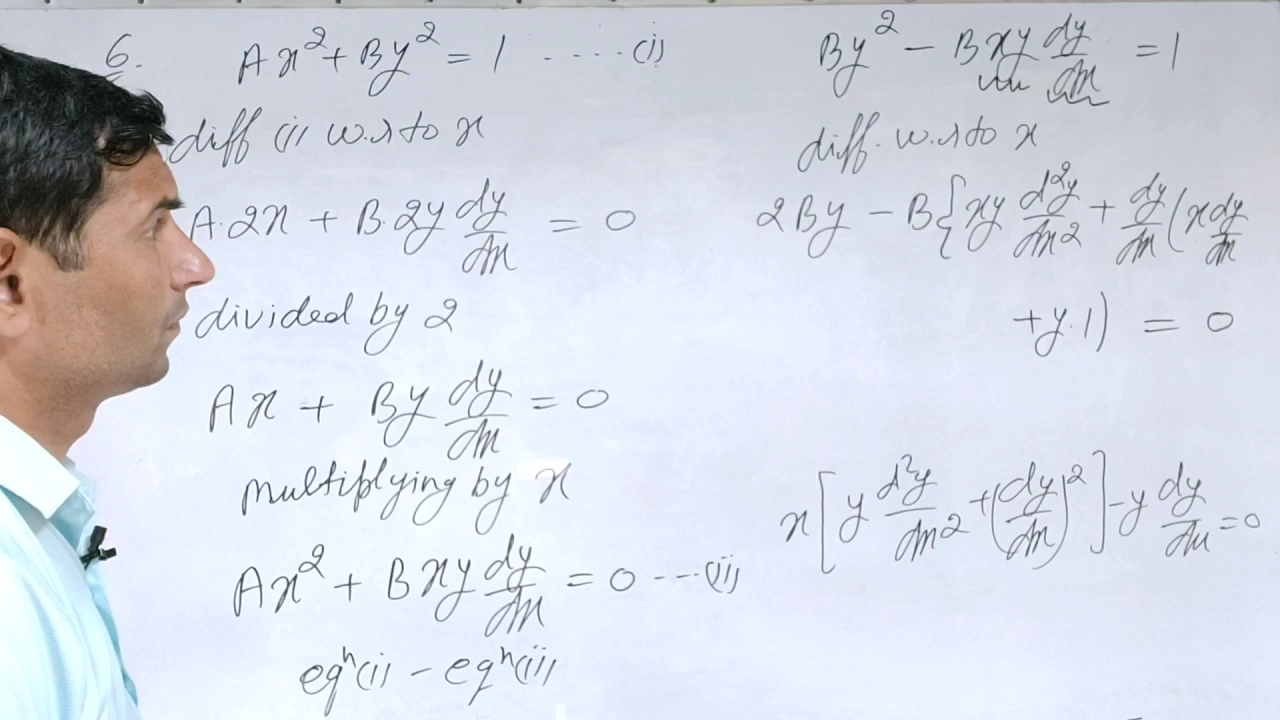 6. Ax² + By² = 1 ---- (i)
diff (i) w.r to x
A.2x + B.2y dy/dx = 0
divided by 2
Ax + By dy/dx = 0
multiplying by x
Ax² + Bxy dy/dx = 0 --- (ii)
eqⁿ(i) - eqⁿ(ii)
By² - Bxy dy/dx = 1
diff. w.r to x
2By - B{xy d²y/dx² + dy/dx (x dy/dx
+y.1) = 0
x[y d²y/dx² + (dy/dx)²] - y dy/dx = 0